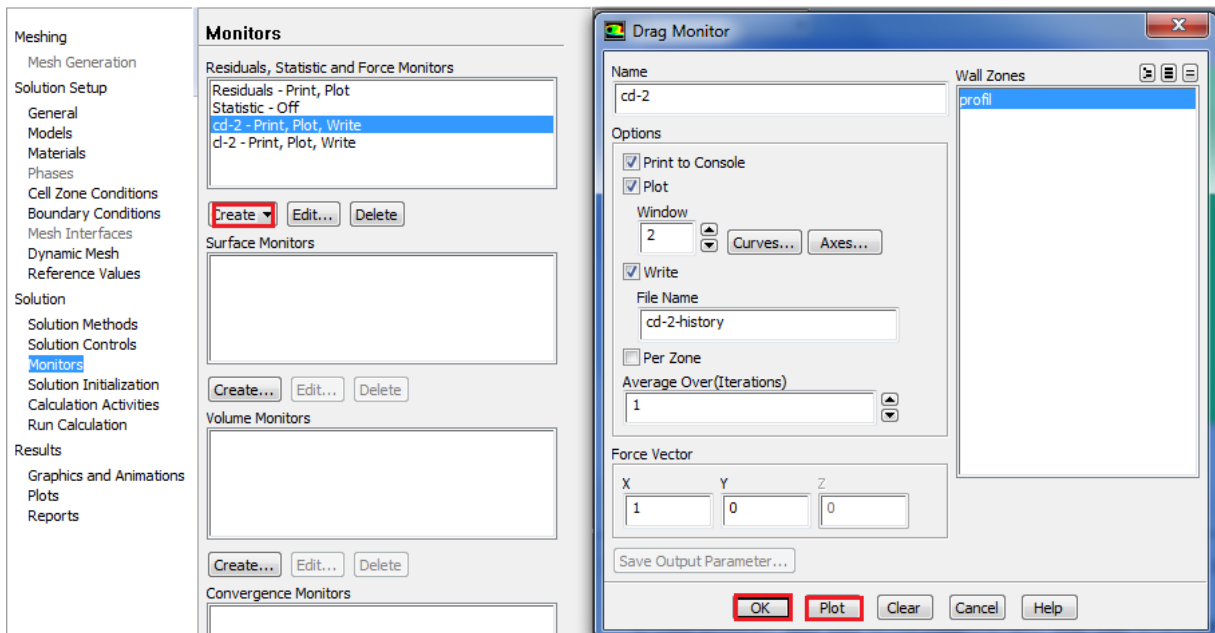 Meshing
Mesh Generation
Solution Setup
General
Models
Materials
Phases
Cell Zone Conditions
Boundary Conditions
Mesh Interfaces
Dynamic Mesh
Reference Values
Solution
Solution Methods
Solution Controls
Monitors
Solution Initialization
Calculation Activities
Run Calculation
Results
Graphics and Animations
Plots
Reports
Monitors
Residuals, Statistic and Force Monitors
Residuals - Print, Plot
Statistic - Off
cd-2 - Print, Plot, Write
cl-2 - Print, Plot, Write
Create Edit... Delete
Surface Monitors
Create... Edit... Delete
Volume Monitors
Create... Edit... Delete
Convergence Monitors
Drag Monitor
Name
cd-2
Options
Print to Console
Plot
Window
2 Curves... Axes...
Write
File Name
cd-2-history
Per Zone
Average Over(Iterations)
1
Force Vector
X Y Z
1 0 0
Save Output Parameter...
Wall Zones
profil
OK Plot Clear Cancel Help